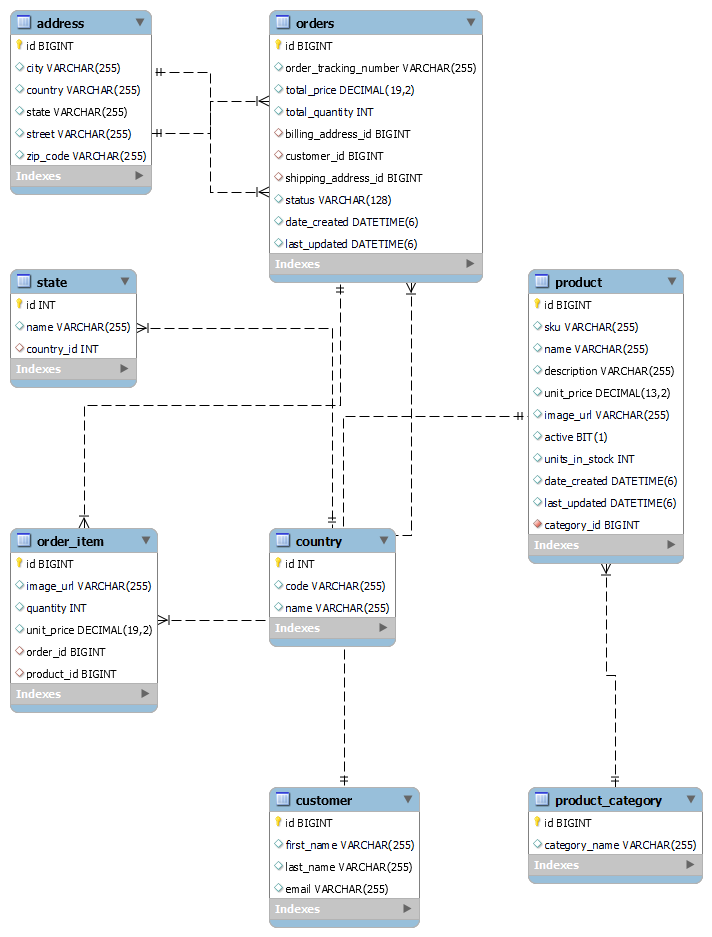 address
id BIGINT
city VARCHAR(255)
country VARCHAR(255)
state VARCHAR(255)
street VARCHAR(255)
zip_code VARCHAR(255)
Indexes
orders
id BIGINT
order_tracking_number VARCHAR(255)
total_price DECIMAL(19,2)
total_quantity INT
billing_address_id BIGINT
customer_id BIGINT
shipping_address_id BIGINT
status VARCHAR(128)
date_created DATETIME(6)
last_updated DATETIME(6)
Indexes
state
id INT
name VARCHAR(255)
country_id INT
Indexes
product
id BIGINT
sku VARCHAR(255)
name VARCHAR(255)
description VARCHAR(255)
unit_price DECIMAL(13,2)
image_url VARCHAR(255)
active BIT(1)
units_in_stock INT
date_created DATETIME(6)
last_updated DATETIME(6)
category_id BIGINT
Indexes
order_item
id BIGINT
image_url VARCHAR(255)
quantity INT
unit_price DECIMAL(19,2)
order_id BIGINT
product_id BIGINT
Indexes
country
id INT
code VARCHAR(255)
name VARCHAR(255)
Indexes
customer
id BIGINT
first_name VARCHAR(255)
last_name VARCHAR(255)
email VARCHAR(255)
Indexes
product_category
id BIGINT
category_name VARCHAR(255)
Indexes